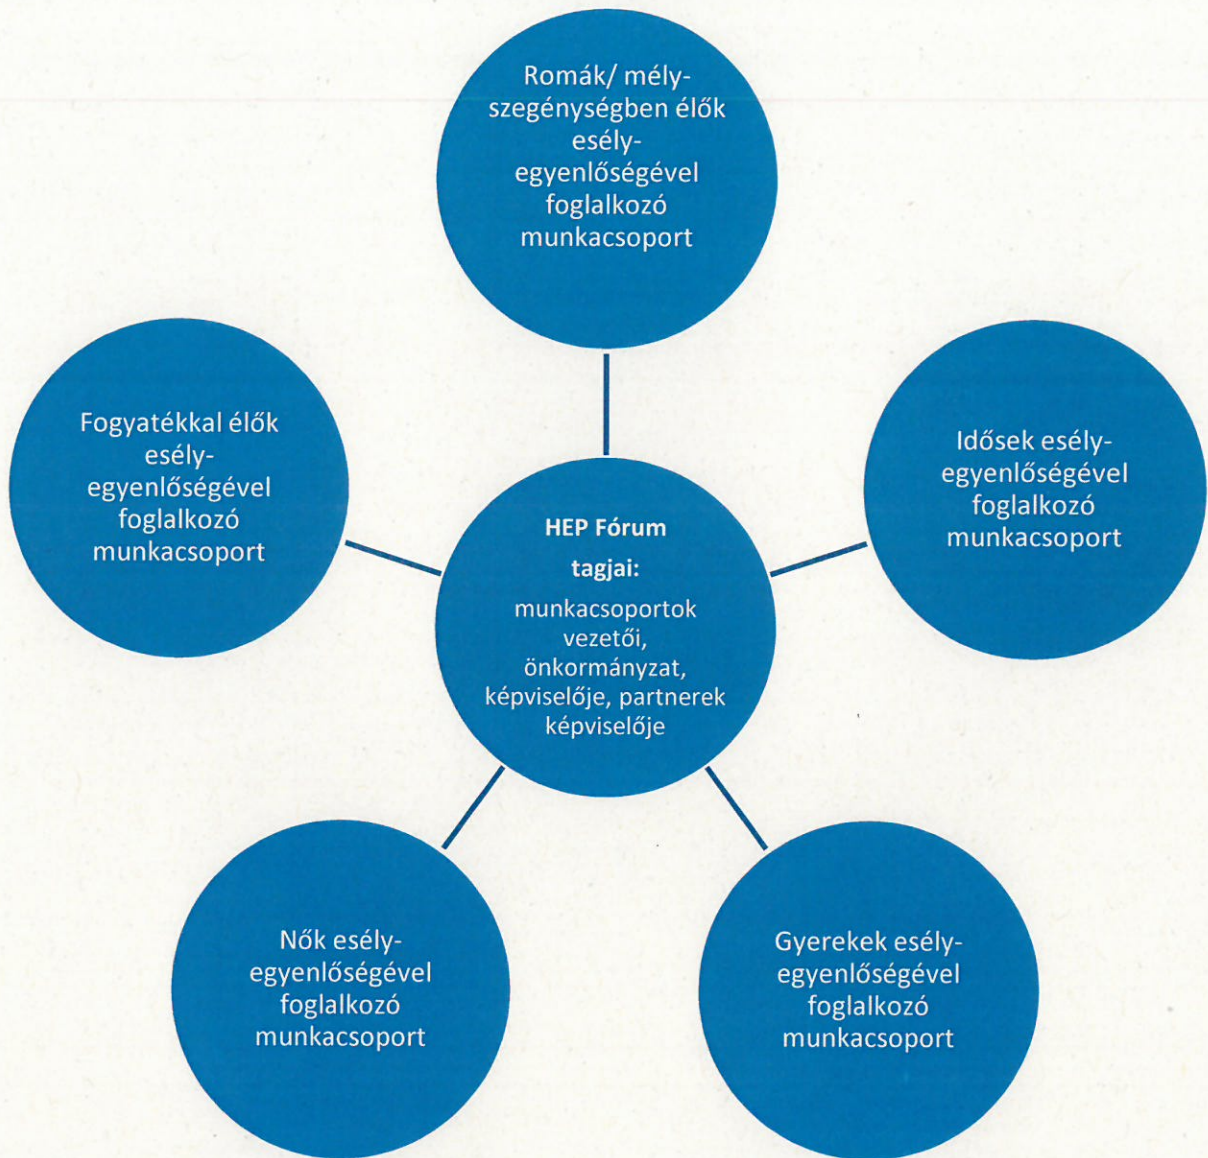 Romák/ mély-
szegénységben élők
esély-
egyenlőségével
foglalkozó
munkacsoport
Fogyatékkal élők
esély-
egyenlőségével
foglalkozó
munkacsoport
Idősek esély-
egyenlőségével
foglalkozó
munkacsoport
HEP Fórum
tagjai:
munkacsoportok
vezetői,
önkormányzat,
képviselője, partnerek
képviselője
Nők esély-
egyenlőségével
foglalkozó
munkacsoport
Gyerekek esély-
egyenlőségével
foglalkozó
munkacsoport